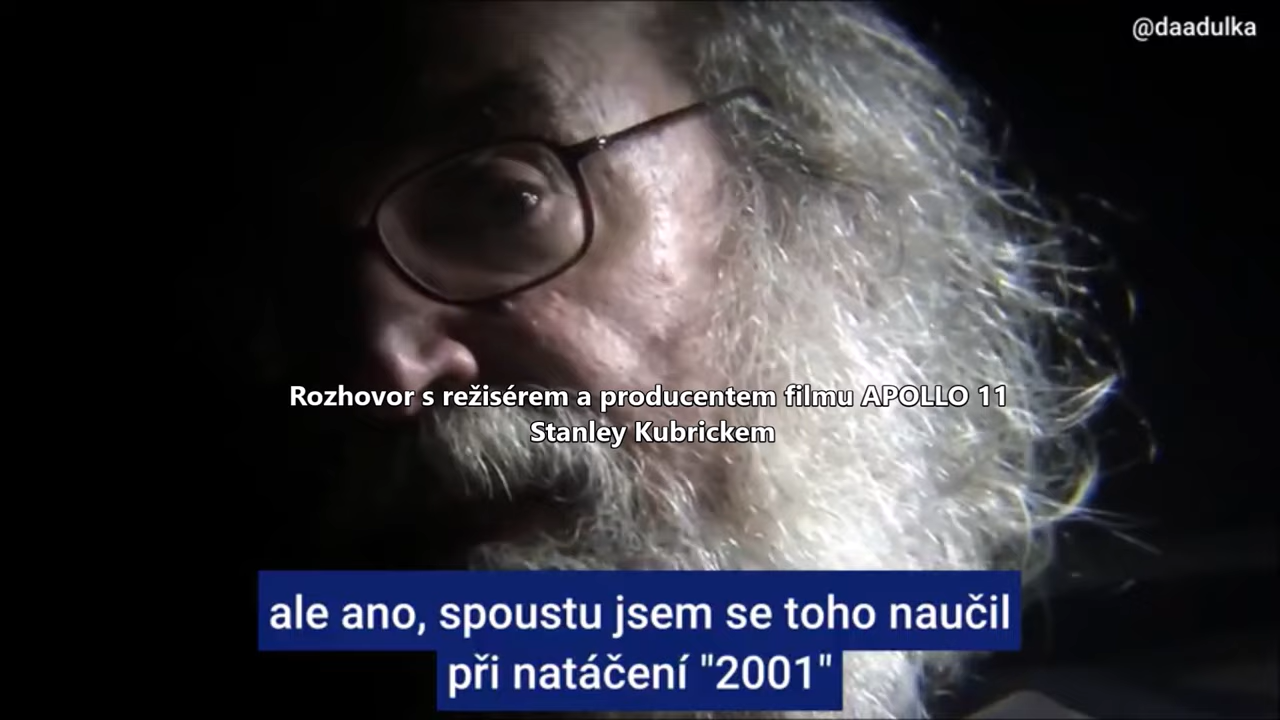 @daadulka
Rozhovor s režisérem a producentem filmu APOLLO 11
Stanley Kubrickem
ale ano, spoustu jsem se toho naučil
při natáčení "2001"